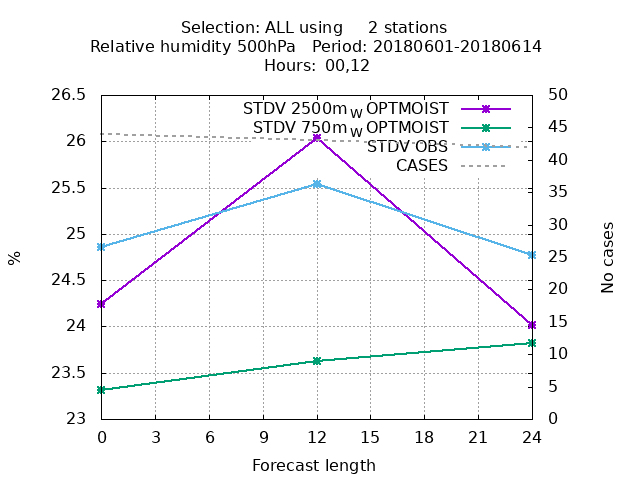 Selection: ALL using 2 stations
Relative humidity 500hPa Period: 20180601-20180614
Hours: 00,12
26.5 50
STDV 2500m_W OPTMOIST
STDV 750m_W OPTMOIST
STDV OBS
CASES
26 45
25.5 40
25 35
24.5 30
24 25
23.5 20
23 15
10
5
0
%
No cases
0 3 6 9 12 15 18 21 24
Forecast length